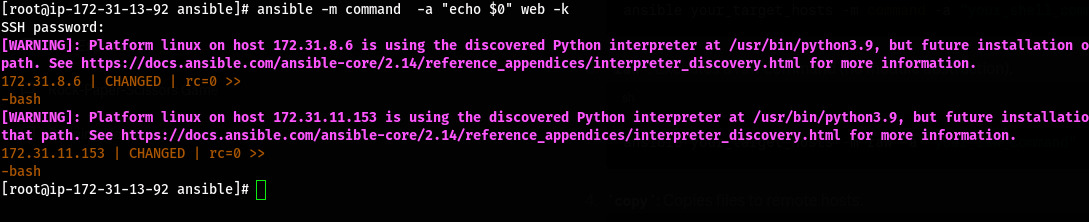 [root@ip-172-31-13-92 ansible]# ansible -m command  -a "echo $0" web -k
SSH password:
[WARNING]: Platform linux on host 172.31.8.6 is using the discovered Python interpreter at /usr/bin/python3.9, but future installation o
path. See https://docs.ansible.com/ansible-core/2.14/reference_appendices/interpreter_discovery.html for more information.
172.31.8.6 | CHANGED | rc=0 >>
-bash
[WARNING]: Platform linux on host 172.31.11.153 is using the discovered Python interpreter at /usr/bin/python3.9, but future installatio
that path. See https://docs.ansible.com/ansible-core/2.14/reference_appendices/interpreter_discovery.html for more information.
172.31.11.153 | CHANGED | rc=0 >>
-bash
[root@ip-172-31-13-92 ansible]#